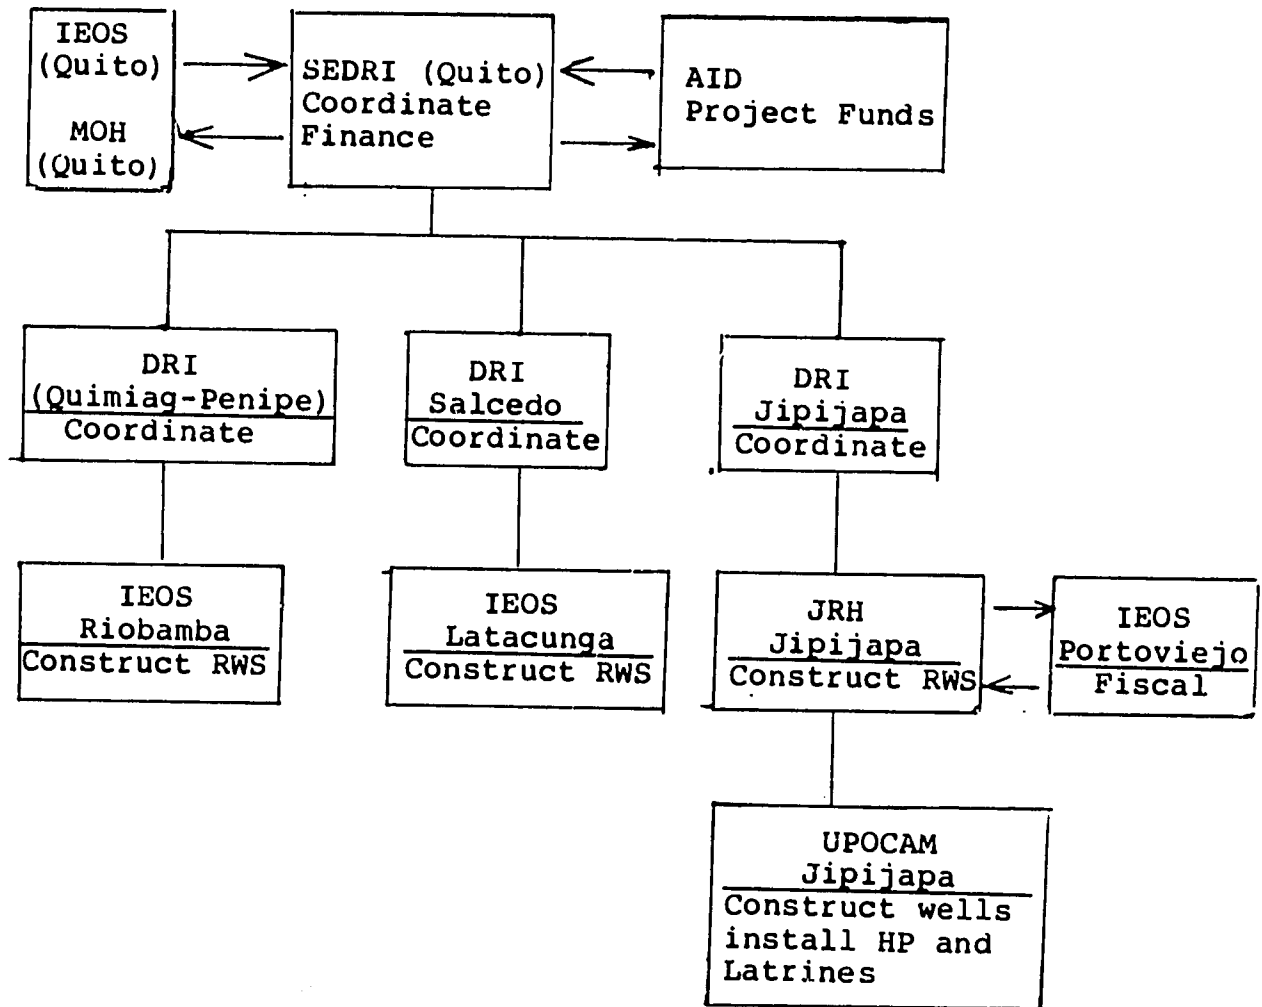 IEOS
(Quito)
MOH
(Quito)
SEDRI (Quito)
Coordinate
Finance
AID
Project Funds
DRI
(Quimiag-Penipe)
Coordinate
DRI
Salcedo
Coordinate
DRI
Jipijapa
Coordinate
IEOS
Riobamba
Construct RWS
IEOS
Latacunga
Construct RWS
JRH
Jipijapa
Construct RWS
IEOS
Portoviejo
Fiscal
UPOCAM
Jipijapa
Construct wells
install HP and
Latrines